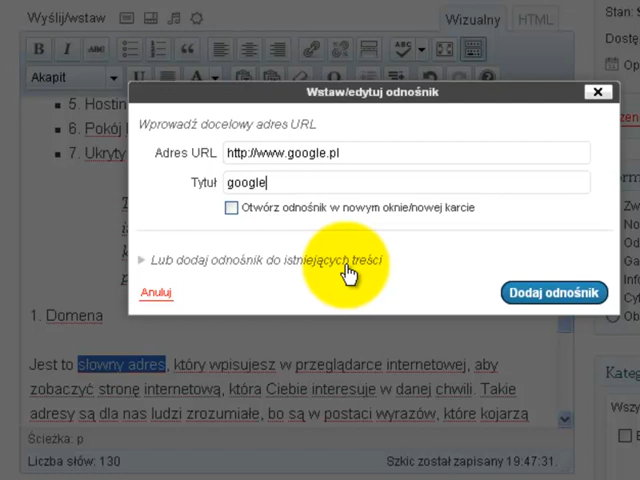 Wyślij/wstaw
Wizualny
HTML
Stan:
Akapit
5. Hostin
6. Pokój
7. Ukryty
Wstaw/edytuj odnośnik
Wprowadź docelowy adres URL
Adres URL http://www.google.pl
Tytuł google
Otwórz odnośnik w nowym oknie/nowej karcie
Lub dodaj odnośnik do istniejących treści
Anuluj
Dodaj odnośnik
1. Domena
Jest to słowny adres, który wpisujesz w przeglądarce internetowej, aby
zobaczyć stronę internetową, która Ciebie interesuje w danej chwili. Takie
adresy są dla nas ludzi zrozumiałe, bo są w postaci wyrazów, które kojarzą
Ścieżka: p
Liczba słów: 130
Szkic został zapisany 19:47:31.
Kateg